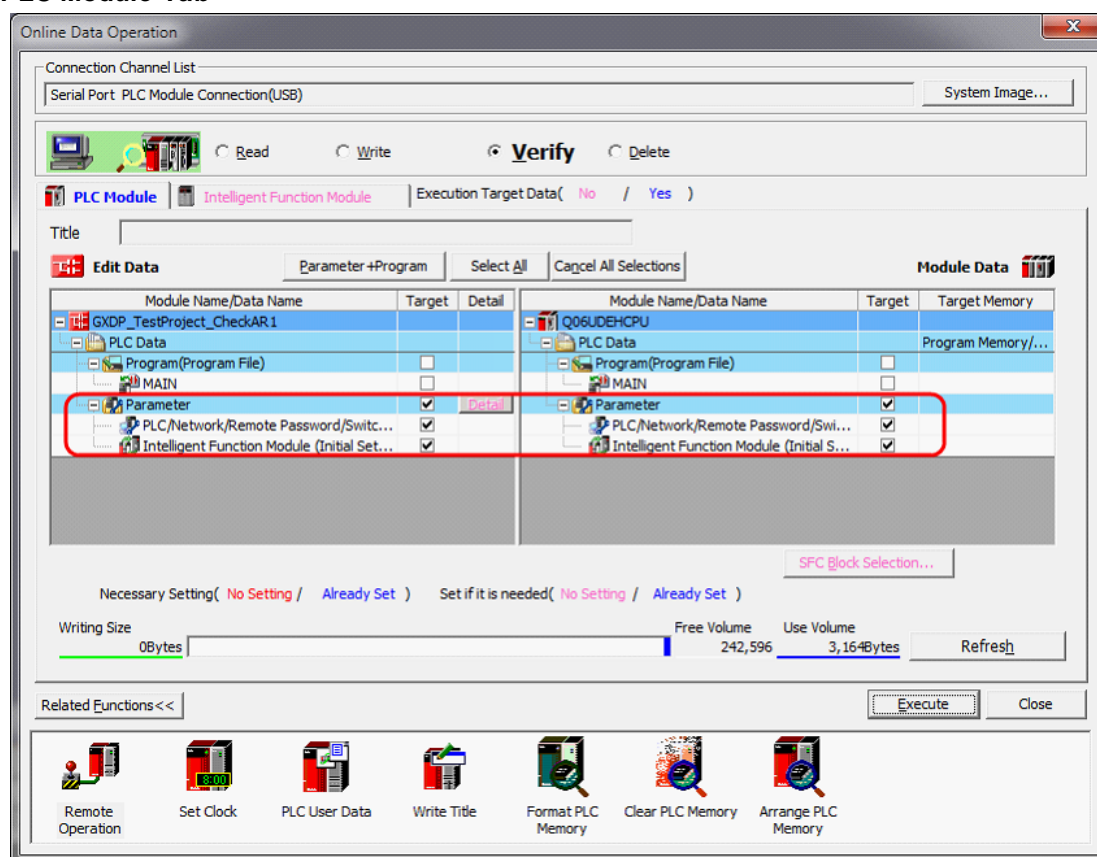 PLC Module Tab
Online Data Operation
Connection Channel List
Serial Port PLC Module Connection(USB)
System Image...
Read Write Verify Delete
PLC Module Intelligent Function Module Execution Target Data( No / Yes )
Title
Edit Data Parameter+Program Select All Cancel All Selections Module Data
Module Name/Data Name Target Detail Module Name/Data Name Target Target Memory
GXDP_TestProject_CheckAR1 Q06UDEHCPU
PLC Data PLC Data Program Memory/...
Program(Program File) Program(Program File)
MAIN MAIN
Parameter Detail Parameter
PLC/Network/Remote Password/Switc... PLC/Network/Remote Password/Swi...
Intelligent Function Module (Initial Set... Intelligent Function Module (Initial S...
SFC Block Selection...
Necessary Setting( No Setting / Already Set ) Set if it is needed( No Setting / Already Set )
Writing Size Free Volume Use Volume
0Bytes 242,596 3,164Bytes Refresh
Related Functions<< Execute Close
8:00
Remote Operation
Set Clock
PLC User Data
Write Title
Format PLC Memory
Clear PLC Memory
Arrange PLC Memory